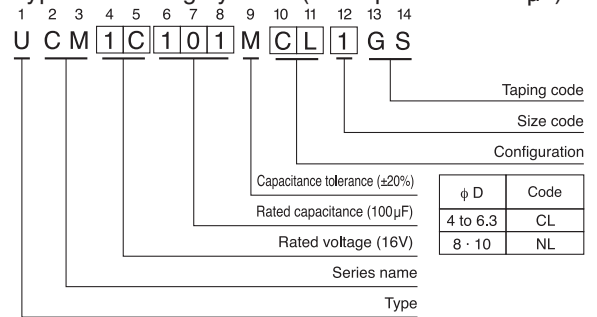 1 2 3 4 5 6 7 8 9 10 11 12 13 14
U C M 1 C 1 0 1 M C L 1 G S
Taping code
Size code
Configuration
Capacitance tolerance (±20%)
Rated capacitance (100µF)
Rated voltage (16V)
Series name
Type
ϕ D Code
4 to 6.3 CL
8 · 10 NL